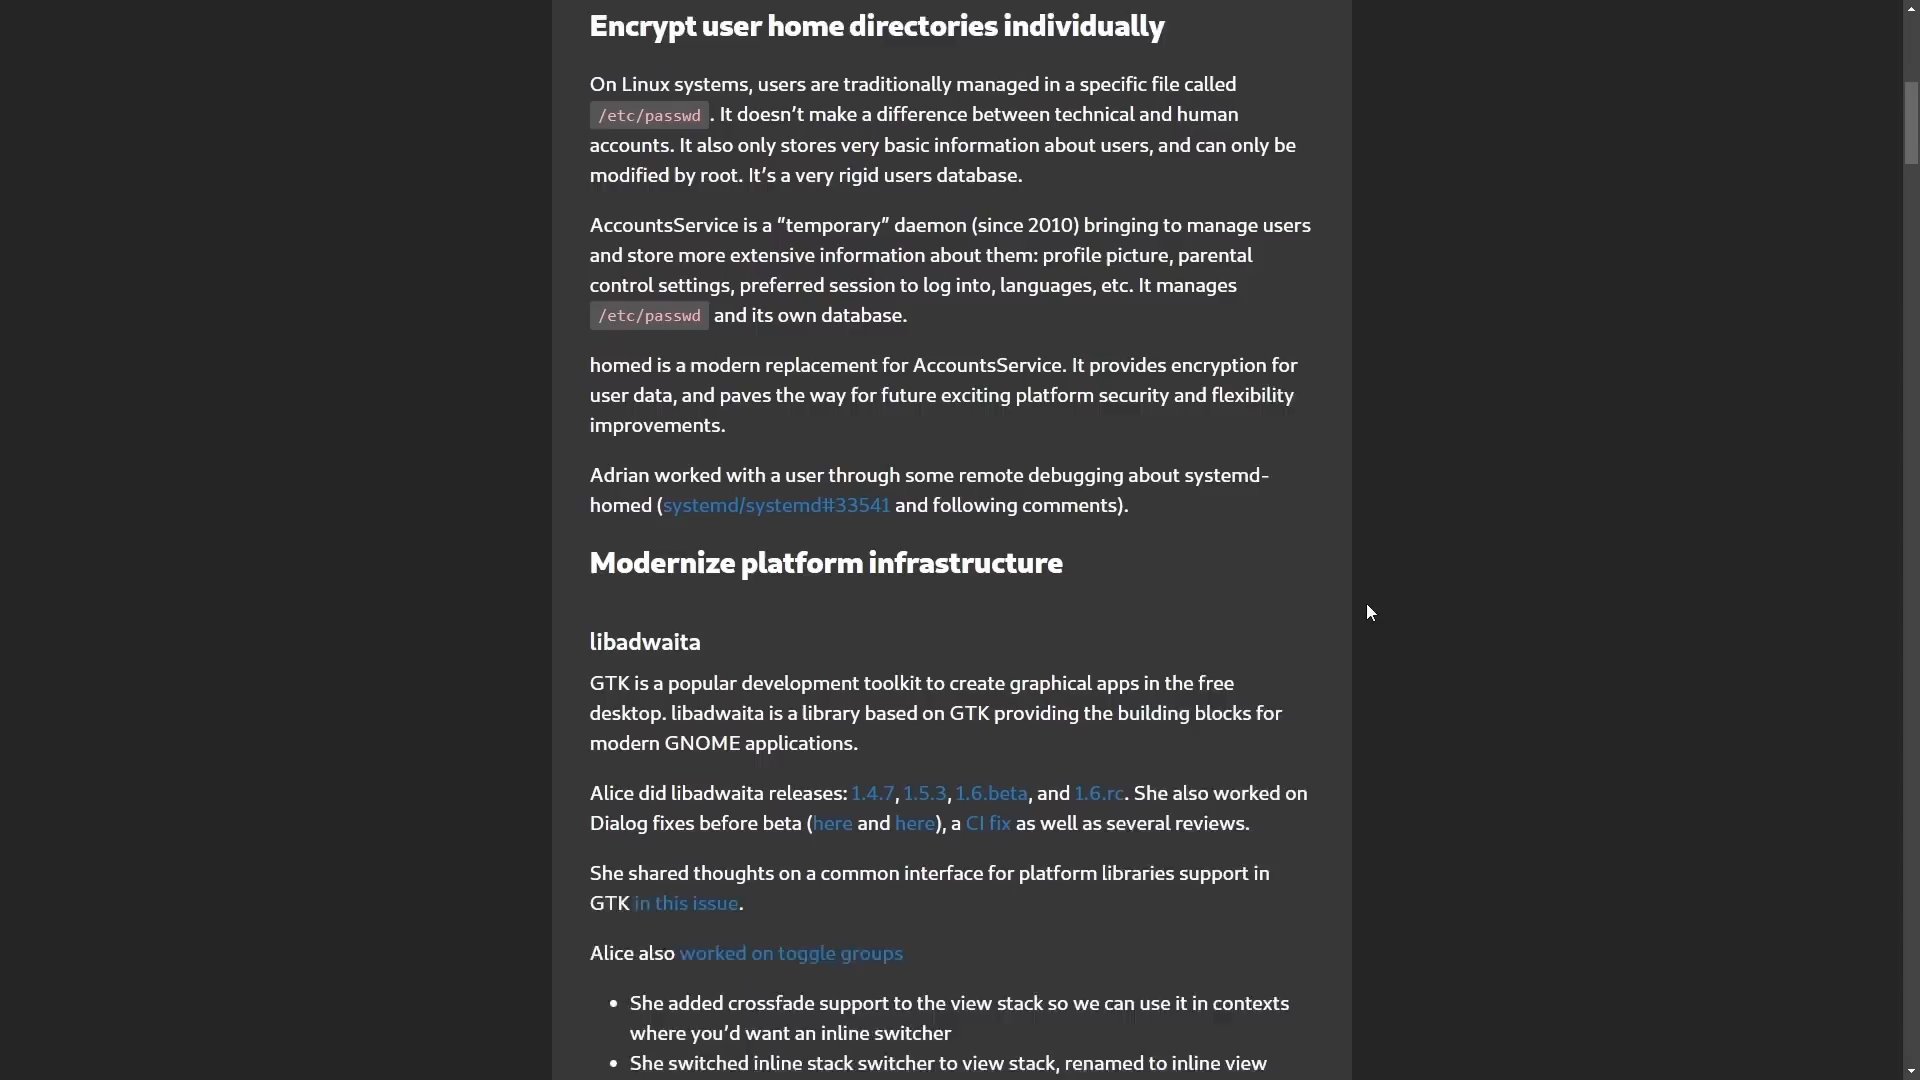 Encrypt user home directories individually
On Linux systems, users are traditionally managed in a specific file called
/etc/passwd . It doesn’t make a difference between technical and human
accounts. It also only stores very basic information about users, and can only be
modified by root. It’s a very rigid users database.
AccountsService is a “temporary” daemon (since 2010) bringing to manage users
and store more extensive information about them: profile picture, parental
control settings, preferred session to log into, languages, etc. It manages
/etc/passwd and its own database.
homed is a modern replacement for AccountsService. It provides encryption for
user data, and paves the way for future exciting platform security and flexibility
improvements.
Adrian worked with a user through some remote debugging about systemd-
homed (systemd/systemd#33541 and following comments).
Modernize platform infrastructure
libadwaita
GTK is a popular development toolkit to create graphical apps in the free
desktop. libadwaita is a library based on GTK providing the building blocks for
modern GNOME applications.
Alice did libadwaita releases: 1.4.7, 1.5.3, 1.6.beta, and 1.6.rc. She also worked on
Dialog fixes before beta (here and here), a CI fix as well as several reviews.
She shared thoughts on a common interface for platform libraries support in
GTK in this issue.
Alice also worked on toggle groups
• She added crossfade support to the view stack so we can use it in contexts
where you’d want an inline switcher
• She switched inline stack switcher to view stack, renamed to inline view